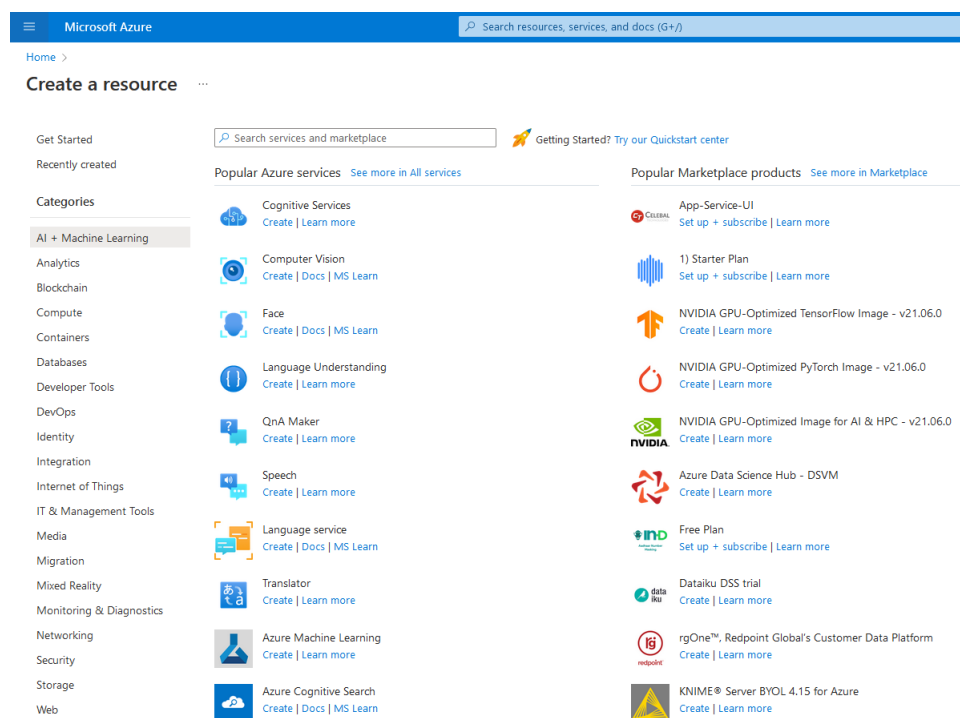 Microsoft Azure
Search resources, services, and docs (G+/)
Home >
Create a resource ...
Get Started
Recently created
Categories
AI + Machine Learning
Analytics
Blockchain
Compute
Containers
Databases
Developer Tools
DevOps
Identity
Integration
Internet of Things
IT & Management Tools
Media
Migration
Mixed Reality
Monitoring & Diagnostics
Networking
Security
Storage
Web
Search services and marketplace
Getting Started? Try our Quickstart center
Popular Azure services See more in All services
Cognitive Services
Create | Learn more
Computer Vision
Create | Docs | MS Learn
Face
Create | Docs | MS Learn
Language Understanding
Create | Learn more
QnA Maker
Create | Learn more
Speech
Create | Learn more
Language service
Create | Docs | MS Learn
Translator
Create | Learn more
Azure Machine Learning
Create | Learn more
Azure Cognitive Search
Create | Docs | MS Learn
Popular Marketplace products See more in Marketplace
CELEBAL
App-Service-UI
Set up + subscribe | Learn more
1) Starter Plan
Set up + subscribe | Learn more
NVIDIA GPU-Optimized TensorFlow Image - v21.06.0
Create | Learn more
NVIDIA GPU-Optimized PyTorch Image - v21.06.0
Create | Learn more
NVIDIA.
NVIDIA GPU-Optimized Image for AI & HPC - v21.06.0
Create | Learn more
Azure Data Science Hub - DSVM
Create | Learn more
Free Plan
Set up + subscribe | Learn more
data
iku
Dataiku DSS trial
Create | Learn more
redpoint
rgOne™, Redpoint Global's Customer Data Platform
Create | Learn more
KNIME® Server BYOL 4.15 for Azure
Create | Learn more